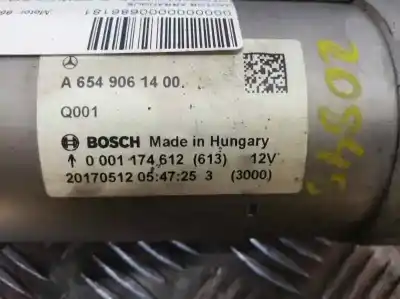 0000000000686181
A 654 906 14 00
Q001
BOSCH Made in Hungary
0 001 174 612 (613) 12V
20170512 05:47:25 3 (3000)